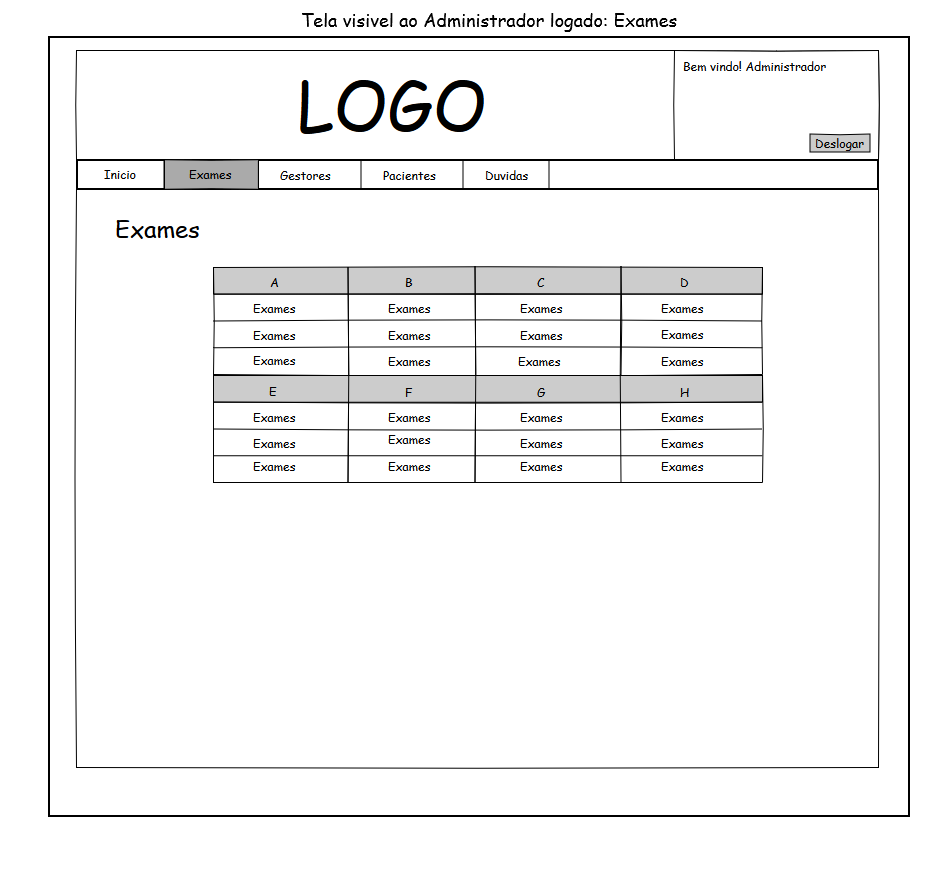 Tela visivel ao Administrador logado: Exames
LOGO
Bem vindo! Administrador
Deslogar
Inicio Exames Gestores Pacientes Duvidas
Exames
A B C D
Exames Exames Exames Exames
Exames Exames Exames Exames
Exames Exames Exames Exames
E F G H
Exames Exames Exames Exames
Exames Exames Exames Exames
Exames Exames Exames Exames